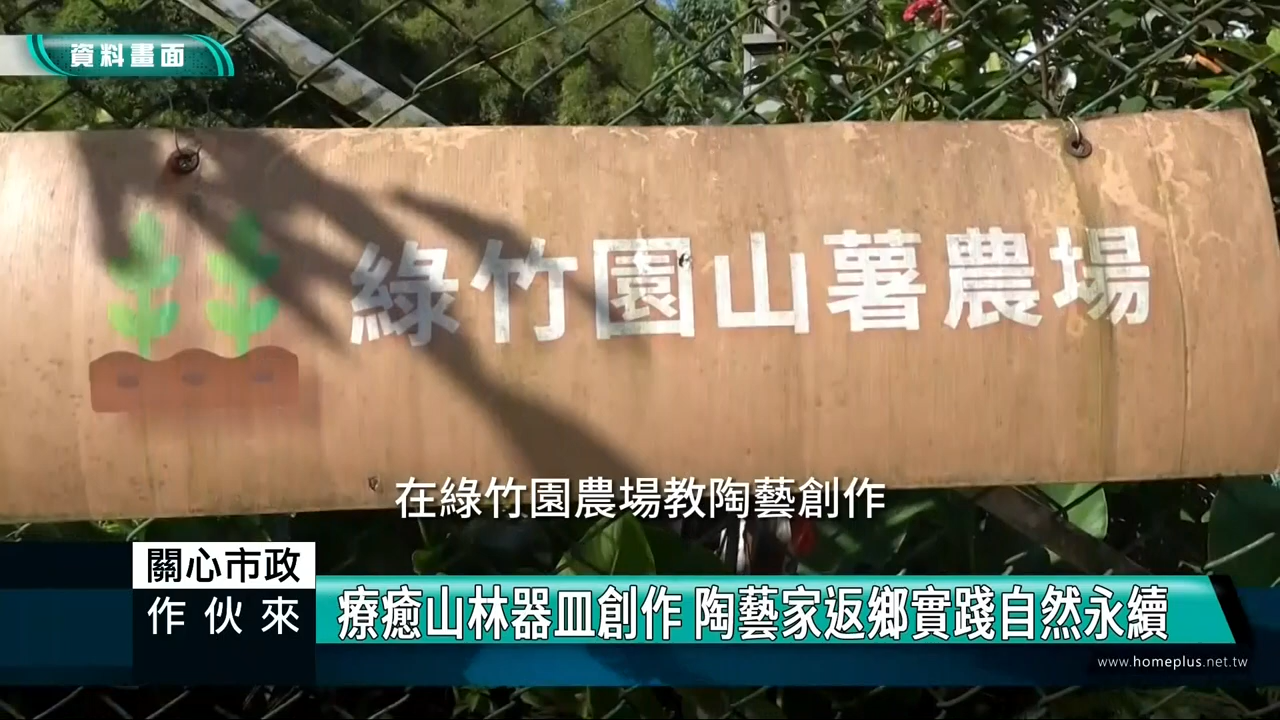 資料畫面
綠竹園山薯農場
在綠竹園農場教陶藝創作
關心市政
作伙來
療癒山林器皿創作 陶藝家返鄉實踐自然永續
www.homeplus.net.tw